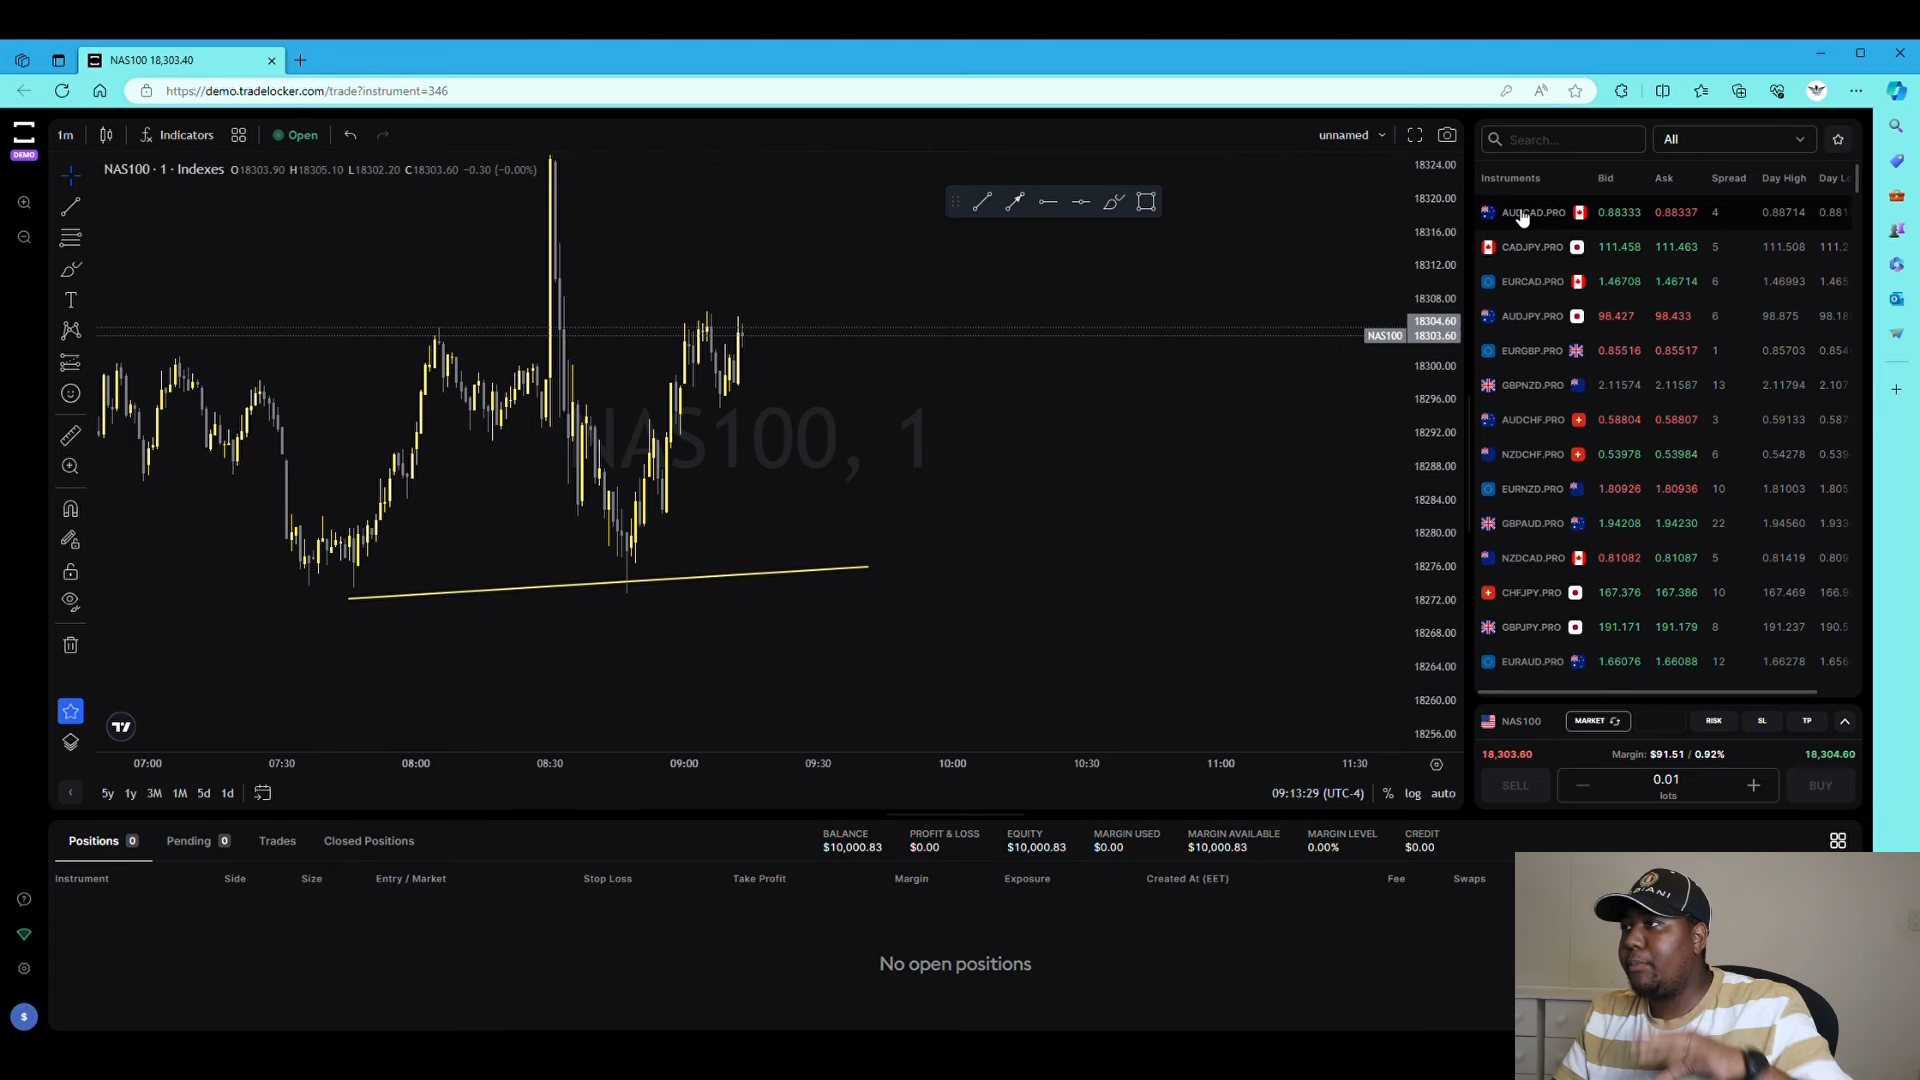 NAS100 18,303.40
https://demo.tradelocker.com/trade?instrument=346
DEMO
1m
Indicators
Open
unnamed
NAS100 · 1 · Indexes O18303.90 H18305.10 L18302.20 C18303.60 -0.30 (-0.00%)
NAS100, 1
18324.00
18320.00
18316.00
18312.00
18308.00
18304.60
NAS100 18303.60
18300.00
18296.00
18292.00
18288.00
18284.00
18280.00
18276.00
18272.00
18268.00
18264.00
18260.00
18256.00
07:00 07:30 08:00 08:30 09:00 09:30 10:00 10:30 11:00 11:30
5y 1y 3M 1M 5d 1d
09:13:29 (UTC-4) % log auto
Search...
All
Instruments Bid Ask Spread Day High Day L
AUDCAD.PRO 0.88333 0.88337 4 0.88714 0.881
CADJPY.PRO 111.458 111.463 5 111.508 111.2
EURCAD.PRO 1.46708 1.46714 6 1.46993 1.465
AUDJPY.PRO 98.427 98.433 6 98.875 98.18
EURGBP.PRO 0.85516 0.85517 1 0.85703 0.854
GBPNZD.PRO 2.11574 2.11587 13 2.11794 2.107
AUDCHF.PRO 0.58804 0.58807 3 0.59133 0.587
NZDCHF.PRO 0.53978 0.53984 6 0.54278 0.539
EURNZD.PRO 1.80926 1.80936 10 1.81003 1.805
GBPAUD.PRO 1.94208 1.94230 22 1.94560 1.933
NZDCAD.PRO 0.81082 0.81087 5 0.81419 0.809
CHFJPY.PRO 167.376 167.386 10 167.469 166.9
GBPJPY.PRO 191.171 191.179 8 191.237 190.5
EURAUD.PRO 1.66076 1.66088 12 1.66278 1.656
NAS100 MARKET RISK SL TP
18,303.60 Margin: $91.51 / 0.92% 18,304.60
SELL 0.01 BUY
lots
Positions 0 Pending 0 Trades Closed Positions
BALANCE PROFIT & LOSS EQUITY MARGIN USED MARGIN AVAILABLE MARGIN LEVEL CREDIT
$10,000.83 $0.00 $10,000.83 $0.00 $10,000.83 0.00% $0.00
Instrument Side Size Entry / Market Stop Loss Take Profit Margin Exposure Created At (EET) Fee Swaps
No open positions
$